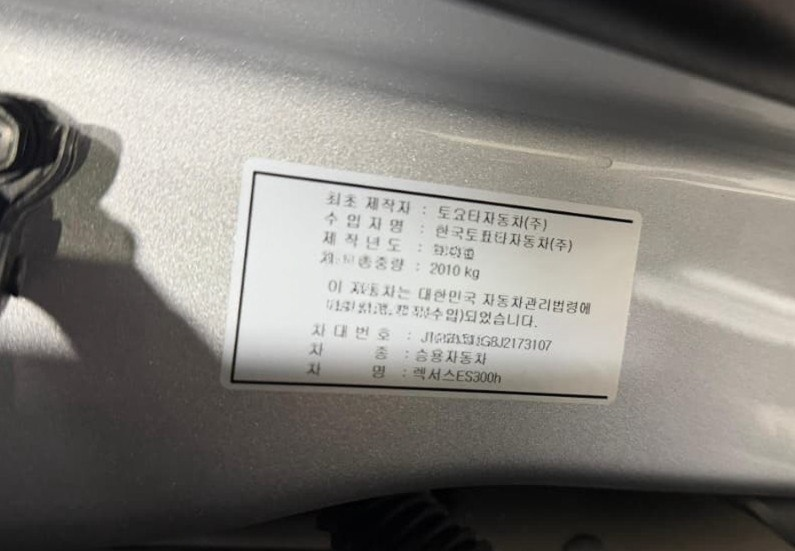 최초 제작자 : 토요타자동차(주)
수 입 자 명 : 한국토요타자동차(주)
제 작 년 도 :
총중량 : 2010 kg
이 자동차는 대한민국 자동차관리법령에
(수입)되었습니다.
차 대 번 호 :
차 종 : 승용자동차
차 명 : 렉서스ES300h